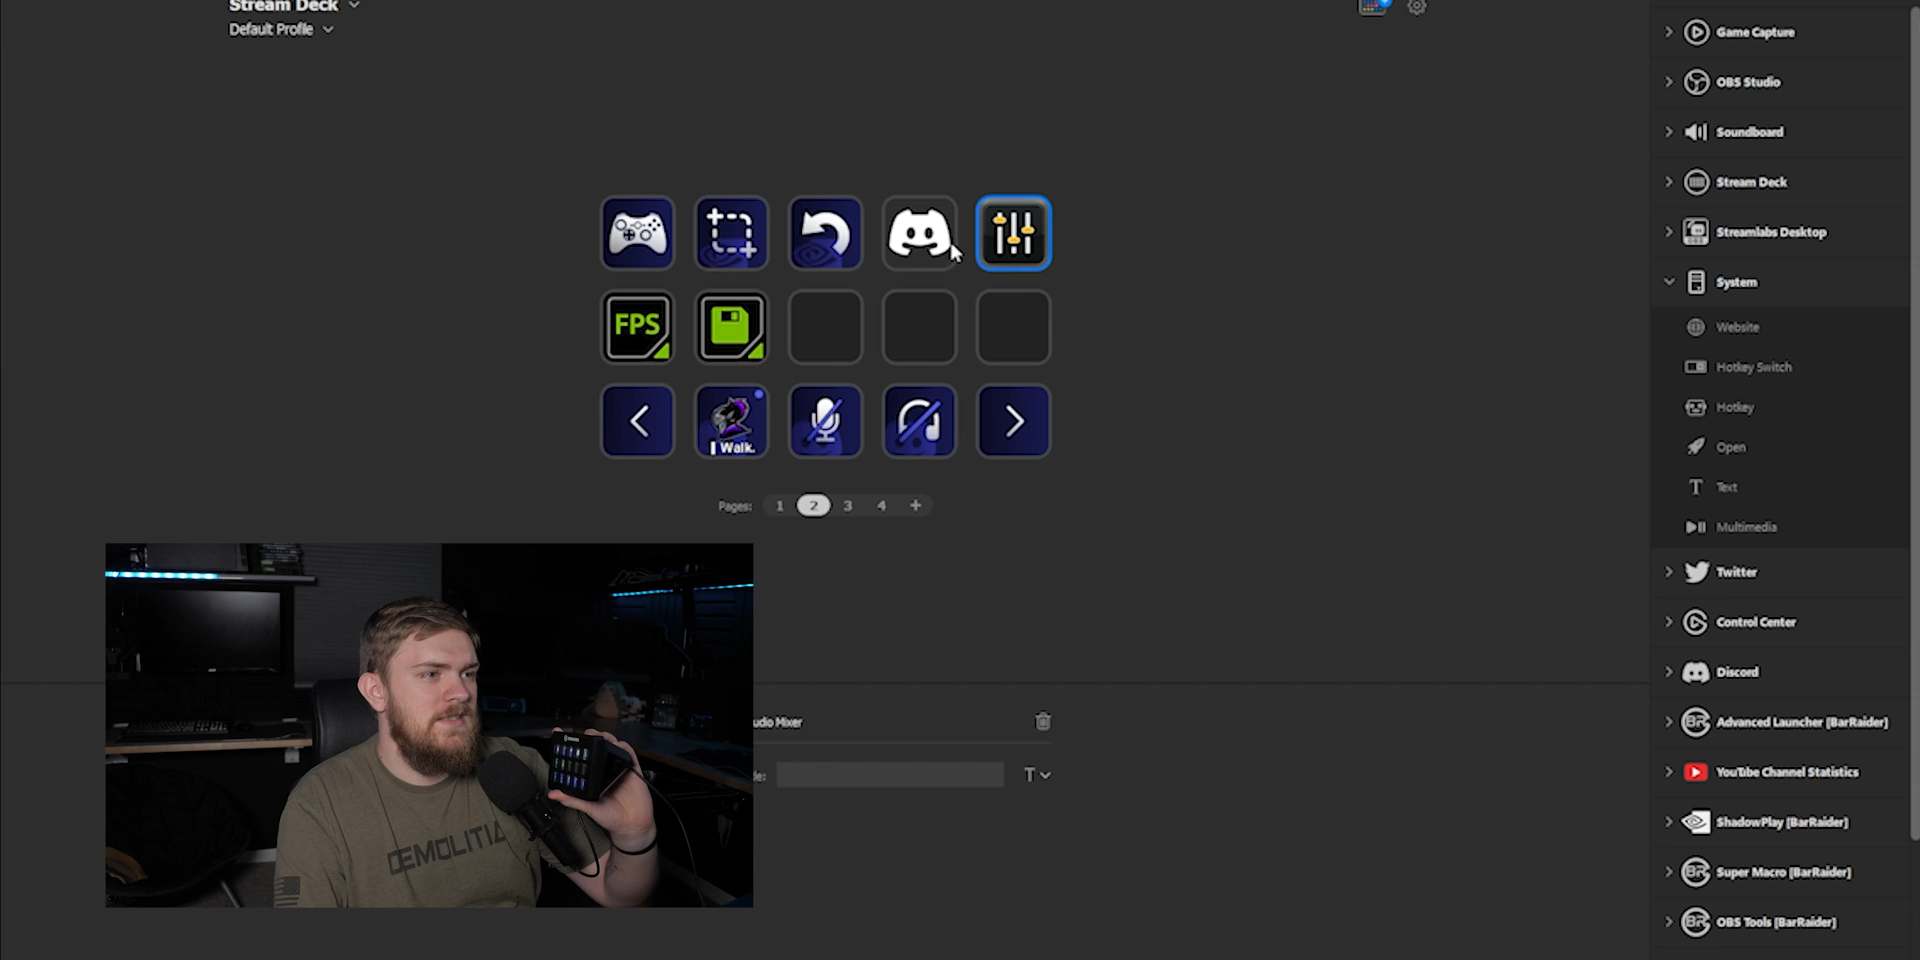 Stream Deck
Default Profile
Game Capture
OBS Studio
Soundboard
Stream Deck
Streamlabs Desktop
System
Website
Hotkey Switch
Hotkey
Open
Text
Multimedia
Twitter
Control Center
Discord
Advanced Launcher [BarRaider]
YouTube Channel Statistics
ShadowPlay [BarRaider]
Super Macro [BarRaider]
OBS Tools [BarRaider]
FPS
I Walk.
Pages: 1 2 3 4 +
udio Mixer
le:
T
DEMOLITIA